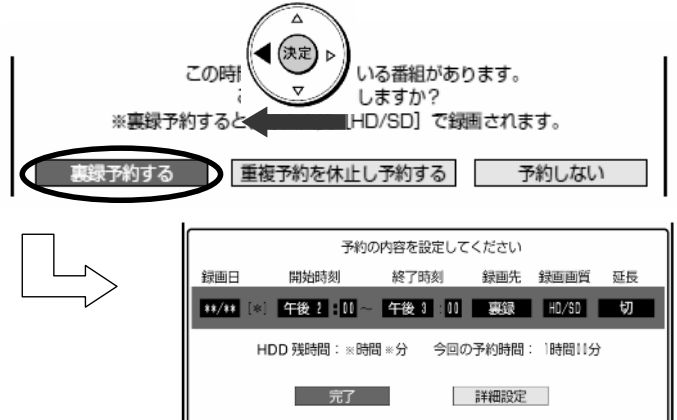 決定
この時間 いる番組があります。
しますか?
※裏録予約すると [HD/SD] で録画されます。
裏録予約する 重複予約を休止し予約する 予約しない
予約の内容を設定してください
録画日 開始時刻 終了時刻 録画先 録画画質 延長
**/** [*] 午後 2:00 ~ 午後 3:00 裏録 HD/SD 切
HDD 残時間:※時間※分 今回の予約時間: 1時間00分
完了 詳細設定